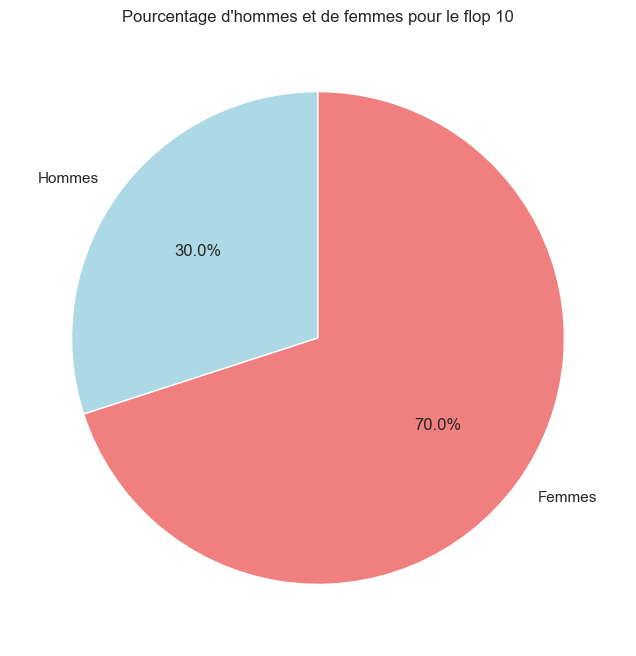 Pourcentage d'hommes et de femmes pour le flop 10
Hommes
30.0%
70.0%
Femmes